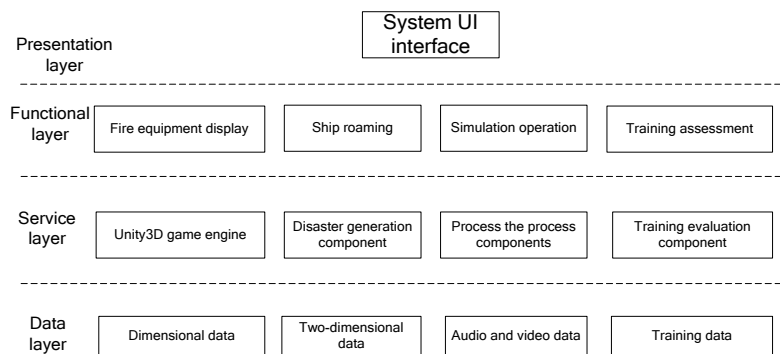 System UI
interface
Presentation
layer
Functional
layer
Fire equipment display
Ship roaming
Simulation operation
Training assessment
Service
layer
Unity3D game engine
Disaster generation
component
Process the process
components
Training evaluation
component
Data
layer
Dimensional data
Two-dimensional
data
Audio and video data
Training data